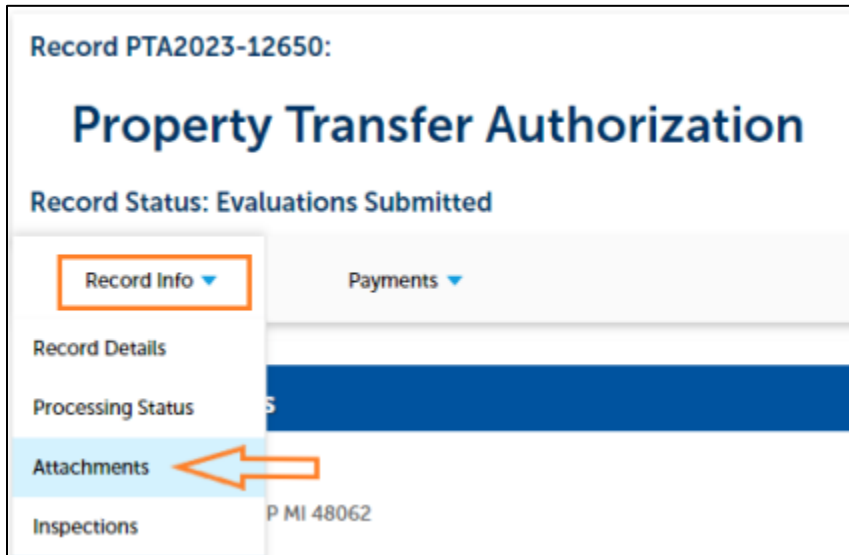 Record PTA2023-12650:
Property Transfer Authorization
Record Status: Evaluations Submitted
Record Info Payments
Record Details
Processing Status s
Attachments
P MI 48062
Inspections